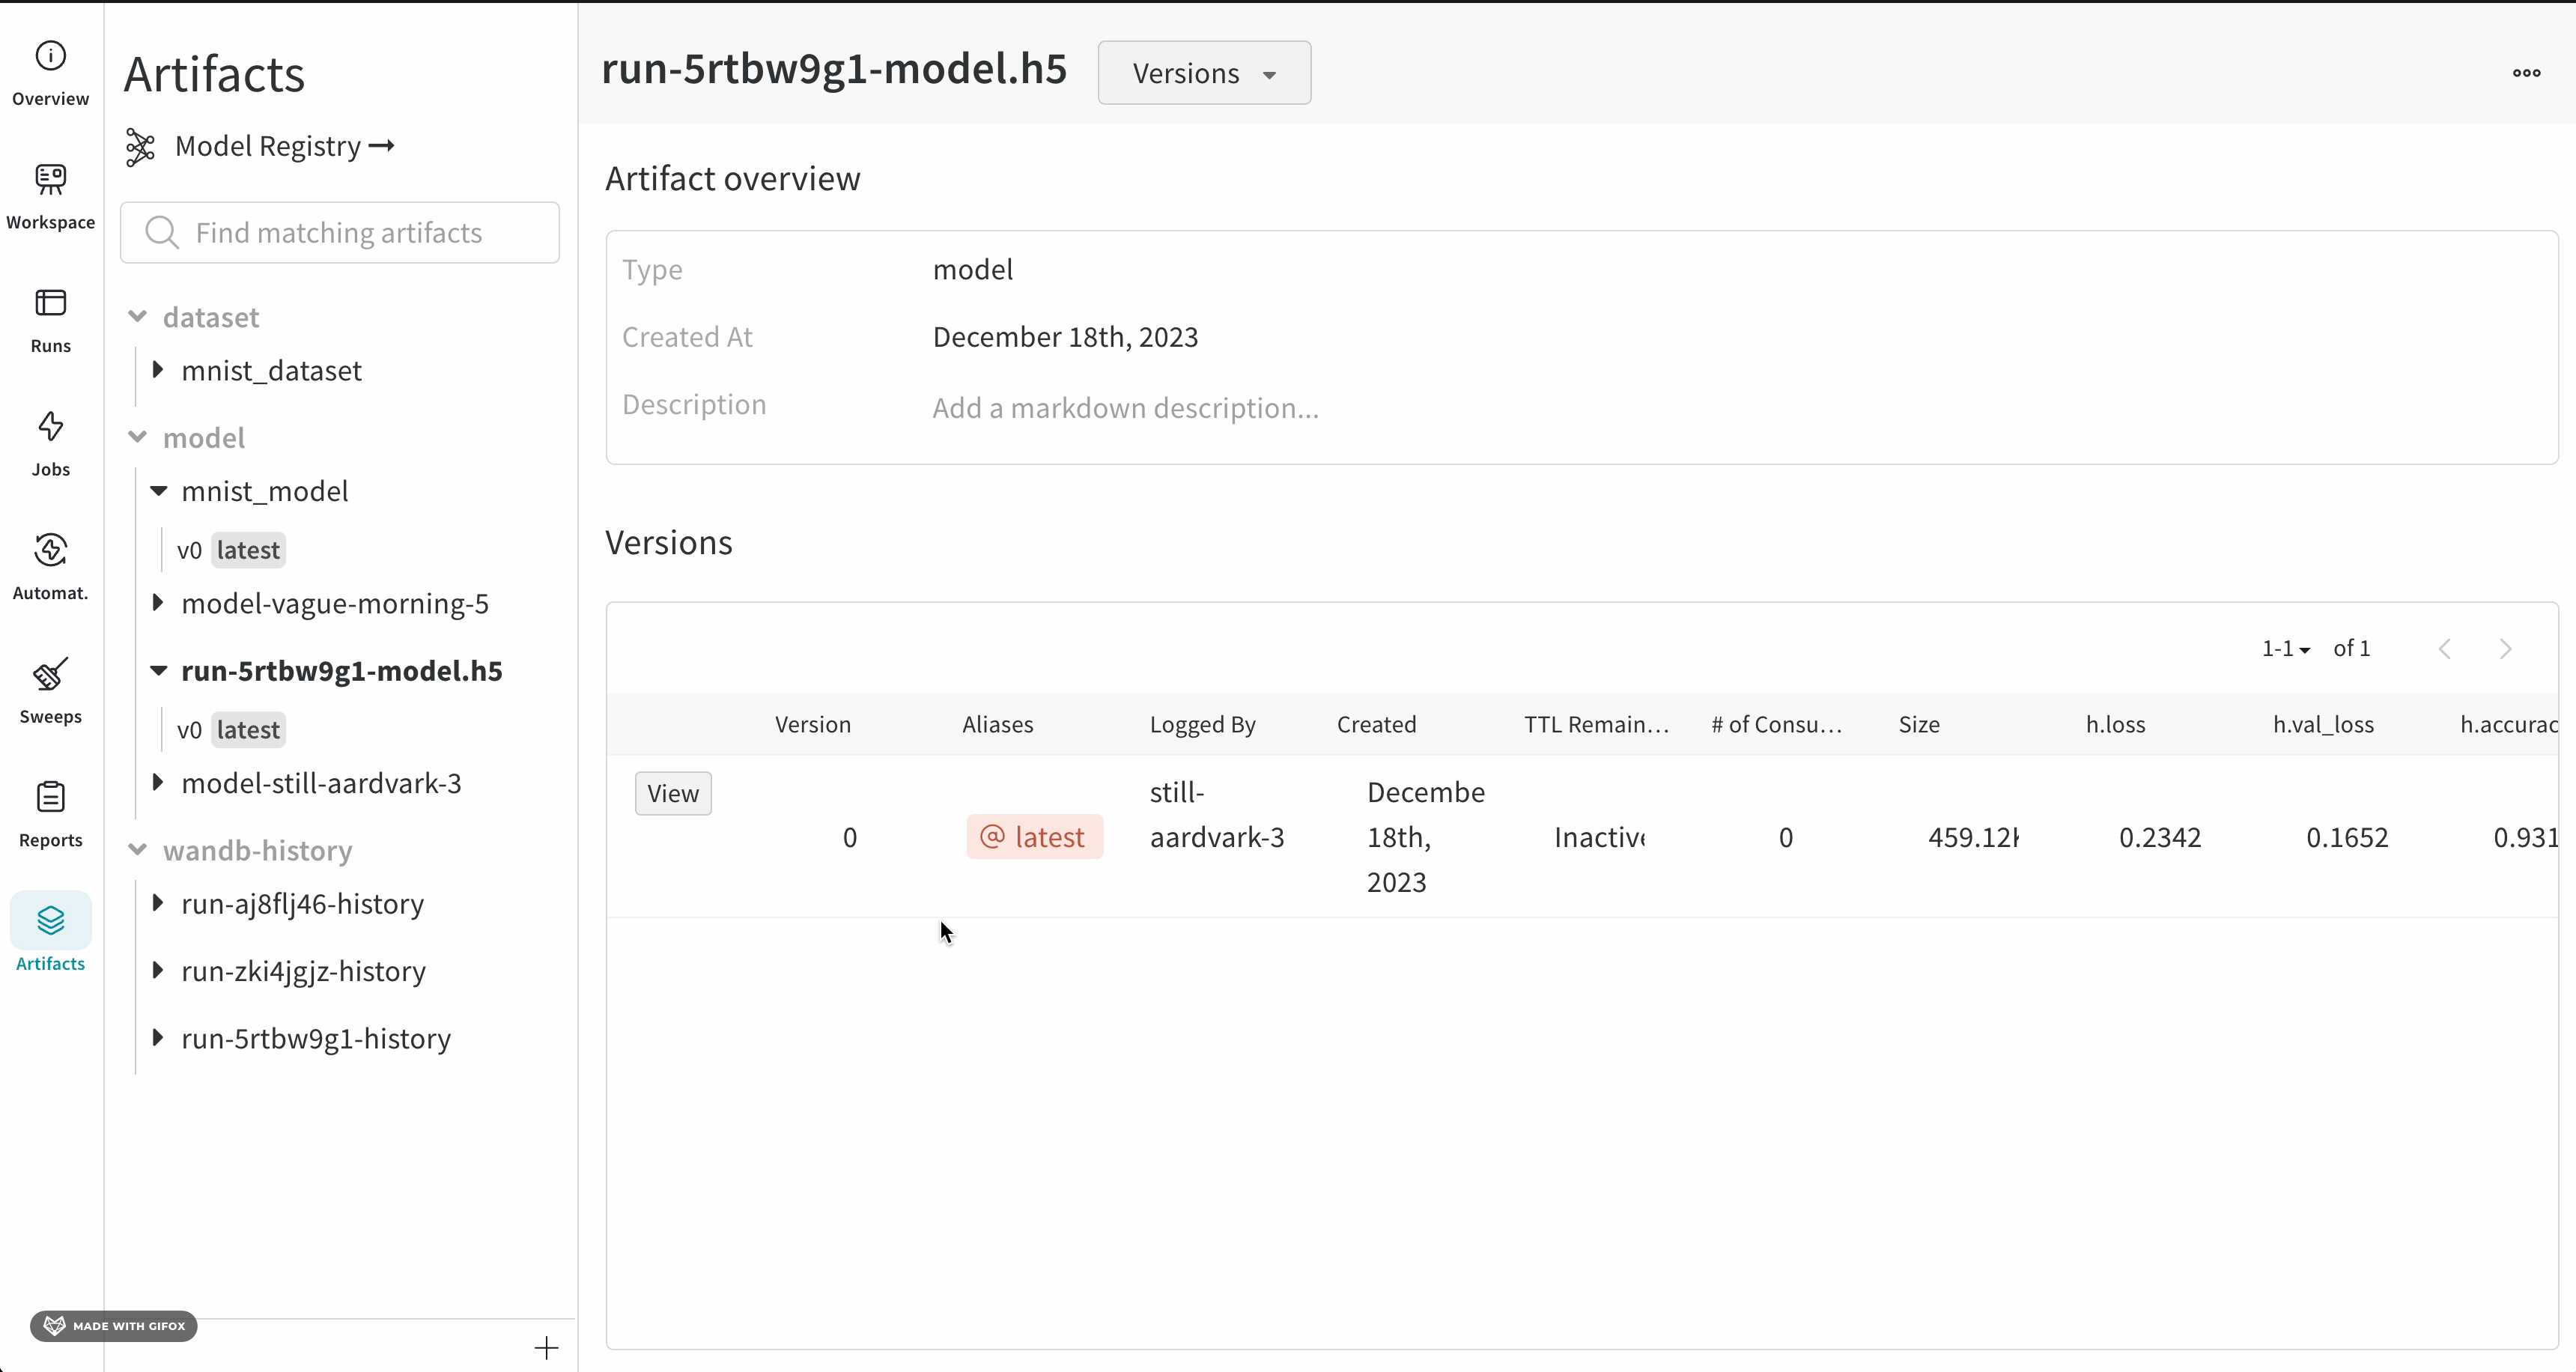 Overview
Workspace
Runs
Jobs
Automat.
Sweeps
Reports
Artifacts
Artifacts
Model Registry
Find matching artifacts
dataset
mnist_dataset
model
mnist_model
v0 latest
model-vague-morning-5
run-5rtbw9g1-model.h5
v0 latest
model-still-aardvark-3
wandb-history
run-aj8flj46-history
run-zki4jgjz-history
run-5rtbw9g1-history
MADE WITH GIFOX
run-5rtbw9g1-model.h5 Versions
Artifact overview
Type model
Created At December 18th, 2023
Description Add a markdown description...
Versions
1-1 of 1
Version Aliases Logged By Created TTL Remain... # of Consu... Size h.loss h.val_loss h.accurac
View still- Decembe
0 @ latest aardvark-3 18th, Inactive 0 459.12k 0.2342 0.1652 0.931
2023